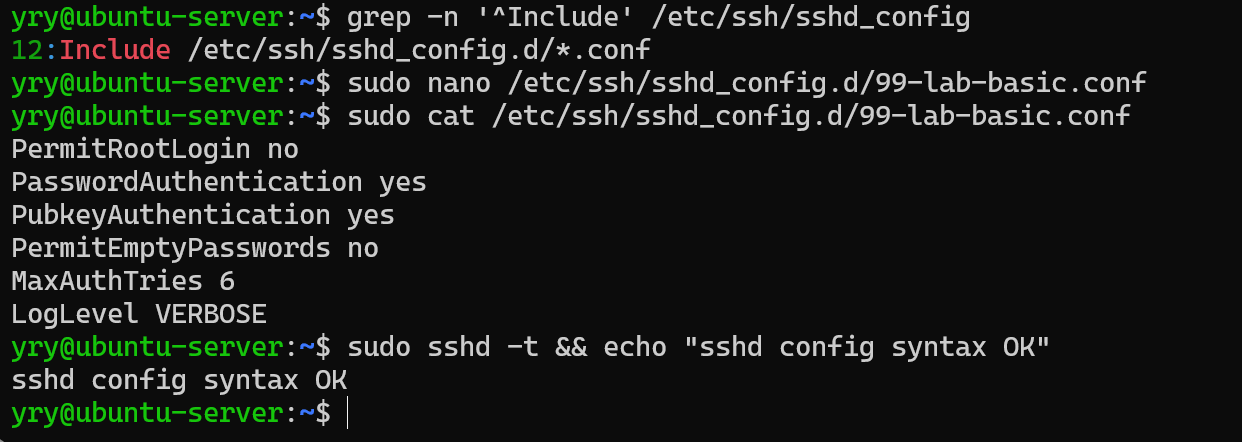 yry@ubuntu-server:~$ grep -n '^Include' /etc/ssh/sshd_config
12:Include /etc/ssh/sshd_config.d/*.conf
yry@ubuntu-server:~$ sudo nano /etc/ssh/sshd_config.d/99-lab-basic.conf
yry@ubuntu-server:~$ sudo cat /etc/ssh/sshd_config.d/99-lab-basic.conf
PermitRootLogin no
PasswordAuthentication yes
PubkeyAuthentication yes
PermitEmptyPasswords no
MaxAuthTries 6
LogLevel VERBOSE
yry@ubuntu-server:~$ sudo sshd -t && echo "sshd config syntax OK"
sshd config syntax OK
yry@ubuntu-server:~$